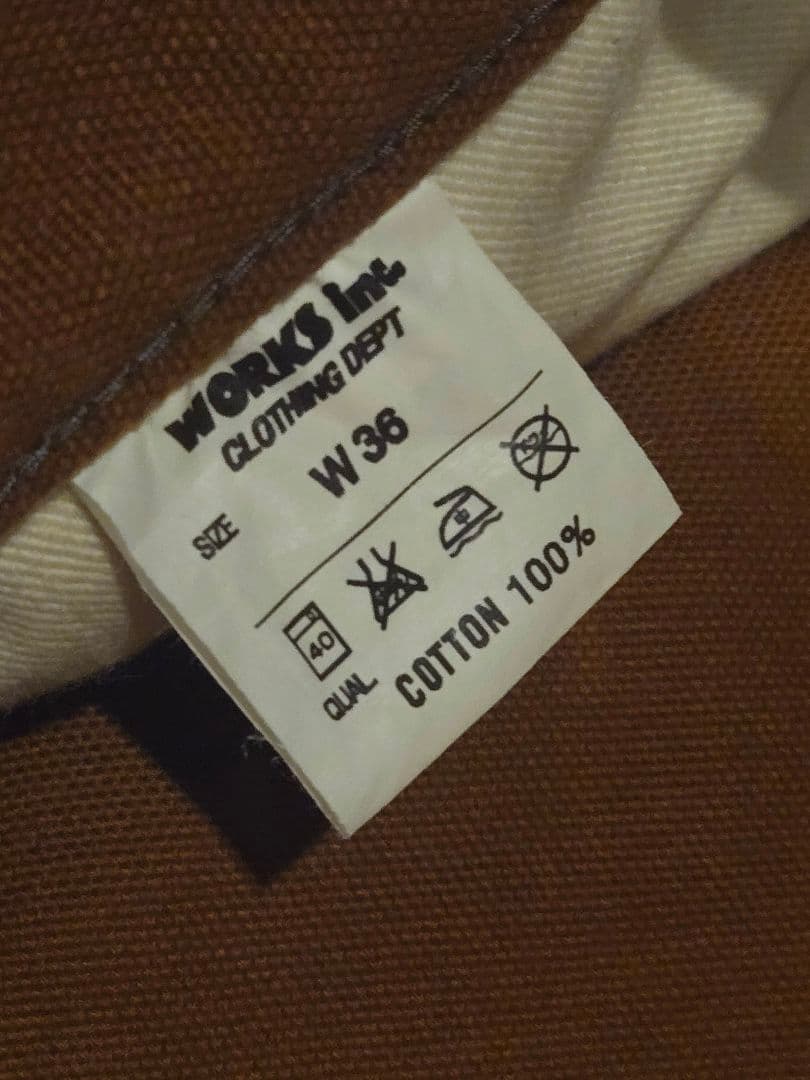 WORKS inc.
CLOTHING DEPT
SIZE W 36
40
QUAL. COTTON 100%